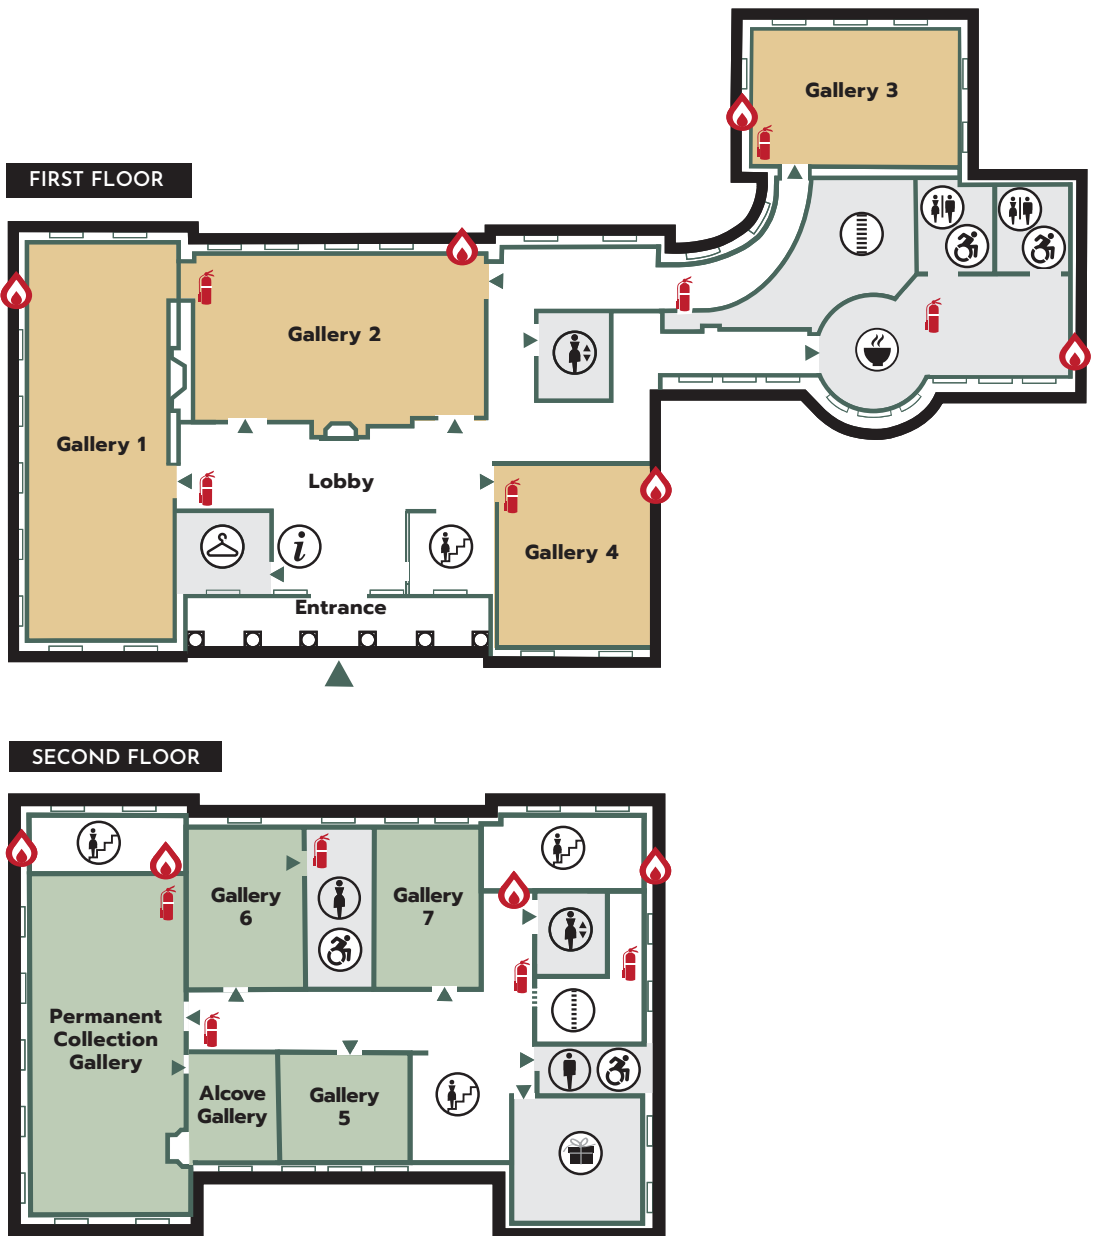 Gallery 3
FIRST FLOOR
Gallery 2
Gallery 1
Lobby
i
Gallery 4
Entrance
SECOND FLOOR
Gallery
6
Gallery
7
Permanent
Collection
Gallery
Alcove
Gallery
Gallery
5